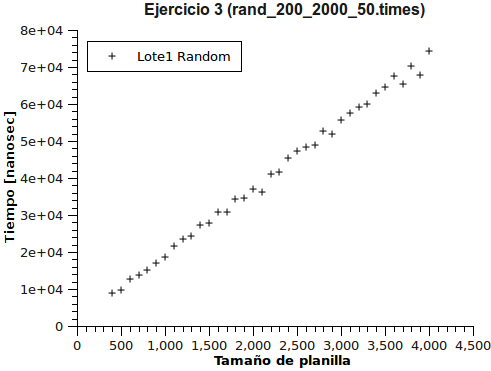 Ejercicio 3 (rand_200_2000_50.times)
8e+04
7e+04
6e+04
5e+04
4e+04
3e+04
2e+04
1e+04
0
Tiempo [nanosec]
Lote1 Random
0 500 1,000 1,500 2,000 2,500 3,000 3,500 4,000 4,500
Tamaño de planilla